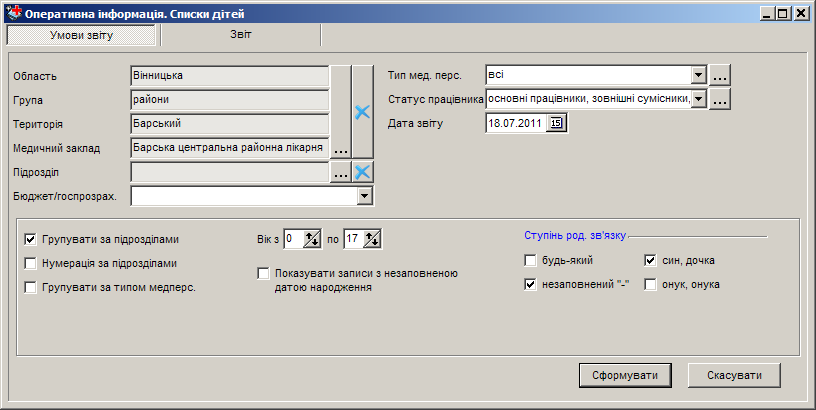 Оперативна інформація. Списки дітей
Умови звіту
Звіт
Область
Вінницька
Група
райони
Територія
Барський
Медичний заклад
Барська центральна районна лікарня
...
Підрозділ
...
Бюджет/госпрозрах.
Тип мед. перс.
всі
...
Статус працівника
основні працівники, зовнішні сумісники,
...
Дата звіту
18.07.2011
15
Групувати за підрозділами
Нумерація за підрозділами
Групувати за типом медперс.
Вік з
0
по
17
Показувати записи з незаповненою
датою народження
Ступінь род. зв'язку
будь-який
син, дочка
незаповнений "-"
онук, онука
Сформувати
Скасувати